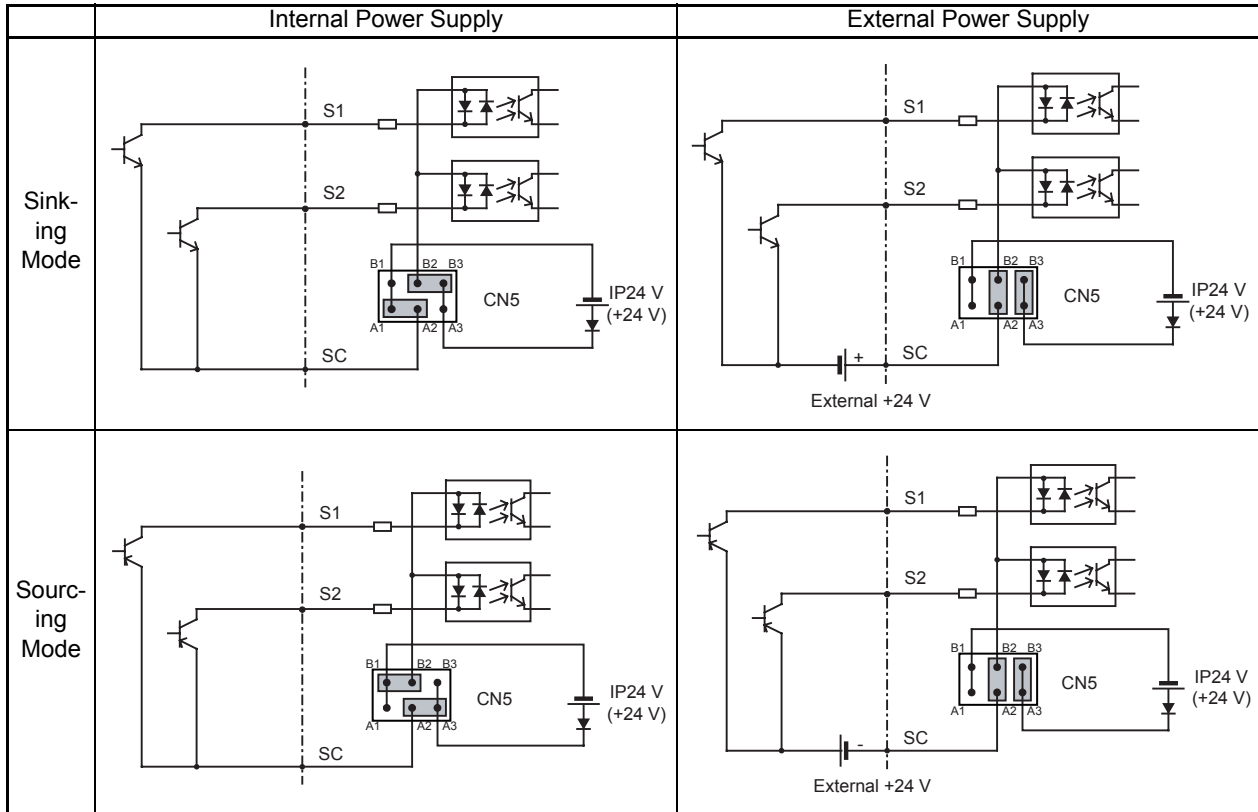 Internal Power Supply
External Power Supply
Sink-
ing
Mode
S1
S2
B1 B2 B3
A1 A2 A3
CN5
IP24 V
(+24 V)
SC
S1
S2
B1 B2 B3
A1 A2 A3
CN5
IP24 V
(+24 V)
+ SC
External +24 V
Sourc-
ing
Mode
S1
S2
B1 B2 B3
A1 A2 A3
CN5
IP24 V
(+24 V)
SC
S1
S2
B1 B2 B3
A1 A2 A3
CN5
IP24 V
(+24 V)
- SC
External +24 V